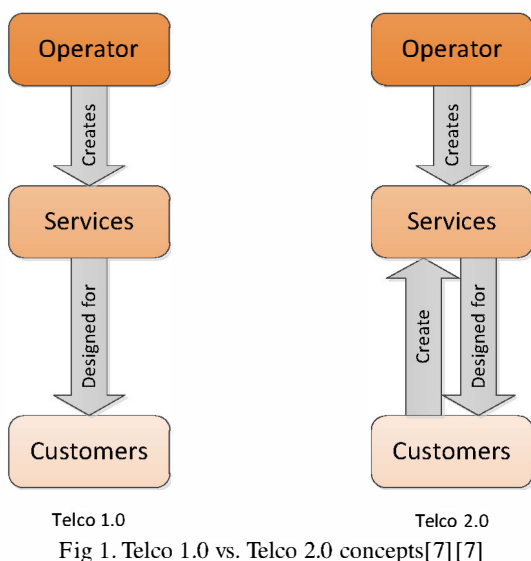 Operator
Creates
Services
Designed for
Customers
Telco 1.0
Operator
Creates
Services
Create
Designed for
Customers
Telco 2.0
Fig 1. Telco 1.0 vs. Telco 2.0 concepts[7][7]